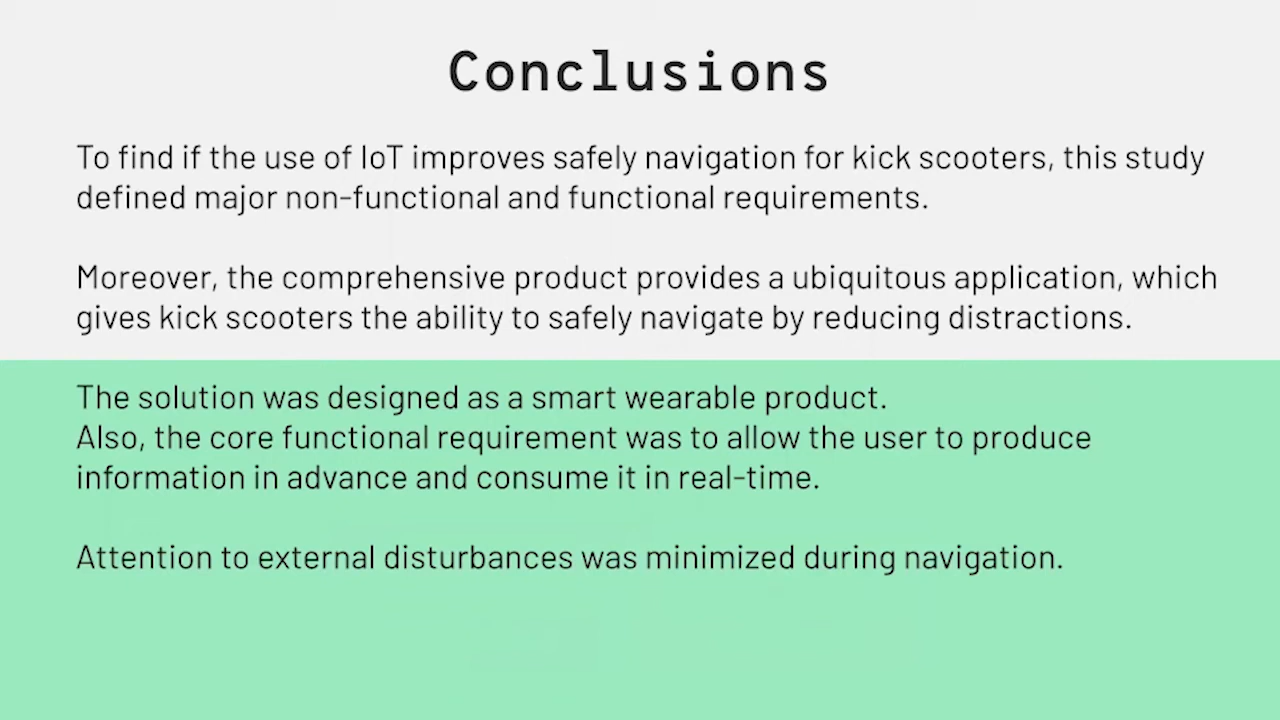 Conclusions
To find if the use of IoT improves safely navigation for kick scooters, this study
defined major non-functional and functional requirements.
Moreover, the comprehensive product provides a ubiquitous application, which
gives kick scooters the ability to safely navigate by reducing distractions.
The solution was designed as a smart wearable product.
Also, the core functional requirement was to allow the user to produce
information in advance and consume it in real-time.
Attention to external disturbances was minimized during navigation.